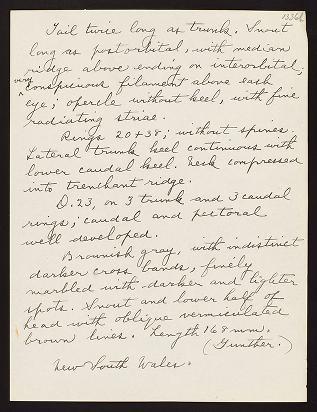 1336d
Tail twice long as trunk. Snout
long as postorbital, with median
ridge above ending on interorbital;
very
conspicuous filament above each
eye; opercle without keel, with fine
radiating striae.
Rings 20 + 38; without spines.
Lateral trunk keel continuous with
lower caudal keel. Neck compressed
into trenchant ridge.
D. 23, on 3 trunk and 3 caudal
rings; caudal and pectoral
well developed.
Brownish gray, with indistinct
darker cross bands, finely
marbled with darker and lighter
spots. Snout and lower half of
head with oblique vermiculated
brown lines. Length 168 mm.
(Gunther.)
New South Wales.